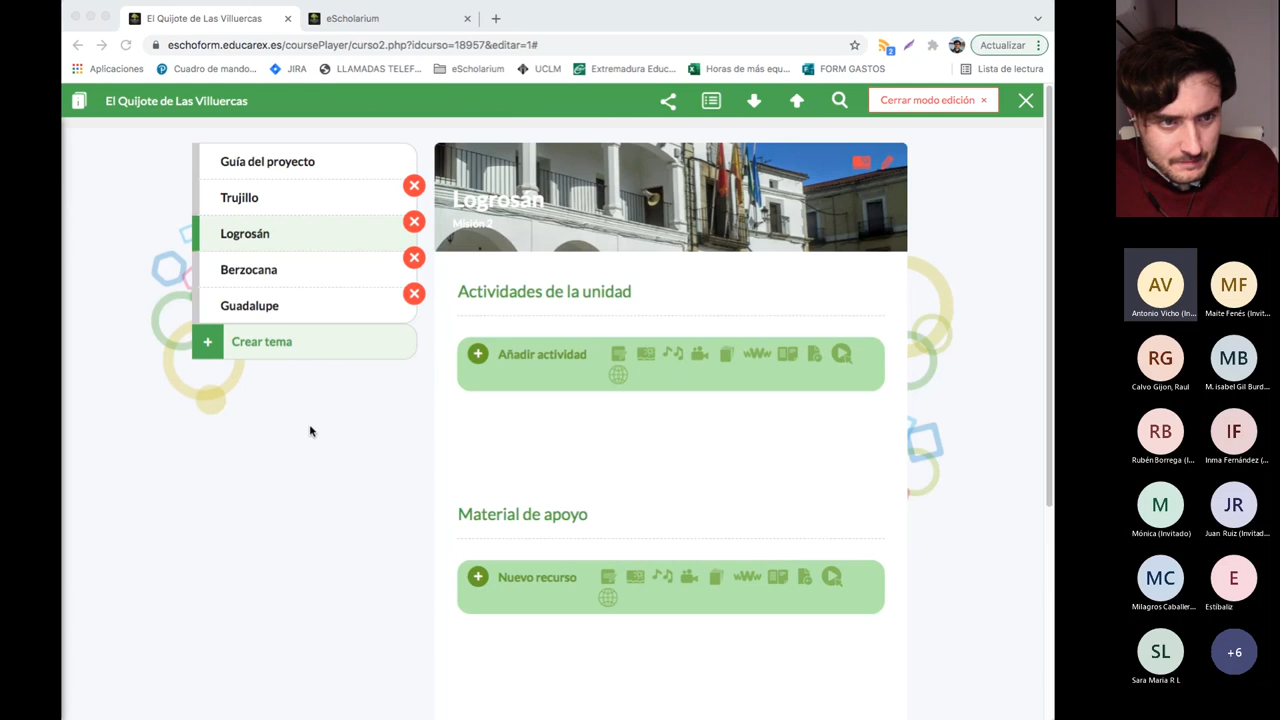 El Quijote de Las Villuercas
eScholarium
eschoform.educarex.es/coursePlayer/curso2.php?idcurso=18957&editar=1#
2
Actualizar
Aplicaciones
Cuadro de mando...
JIRA
LLAMADAS TELEF...
eScholarium
UCLM
Extremadura Educ...
Horas de más equ...
FORM GASTOS
Lista de lectura
El Quijote de Las Villuercas
Cerrar modo edición ×
Guía del proyecto
Trujillo
Logrosán
Berzocana
Guadalupe
+ Crear tema
Logrosán
Misión 2
Actividades de la unidad
Añadir actividad
Material de apoyo
Nuevo recurso
AV
Antonio Vicho (In...
MF
Maite Fenés (Invit...
RG
Calvo Gijon, Raul
MB
M. isabel Gil Burd...
RB
Rubén Borrega (I...
IF
Inma Fernández (...
M
Mónica (Invitado)
JR
Juan Ruiz (Invitad...
MC
Milagros Caballer...
E
Estíbaliz
SL
Sara Maria R L
+6